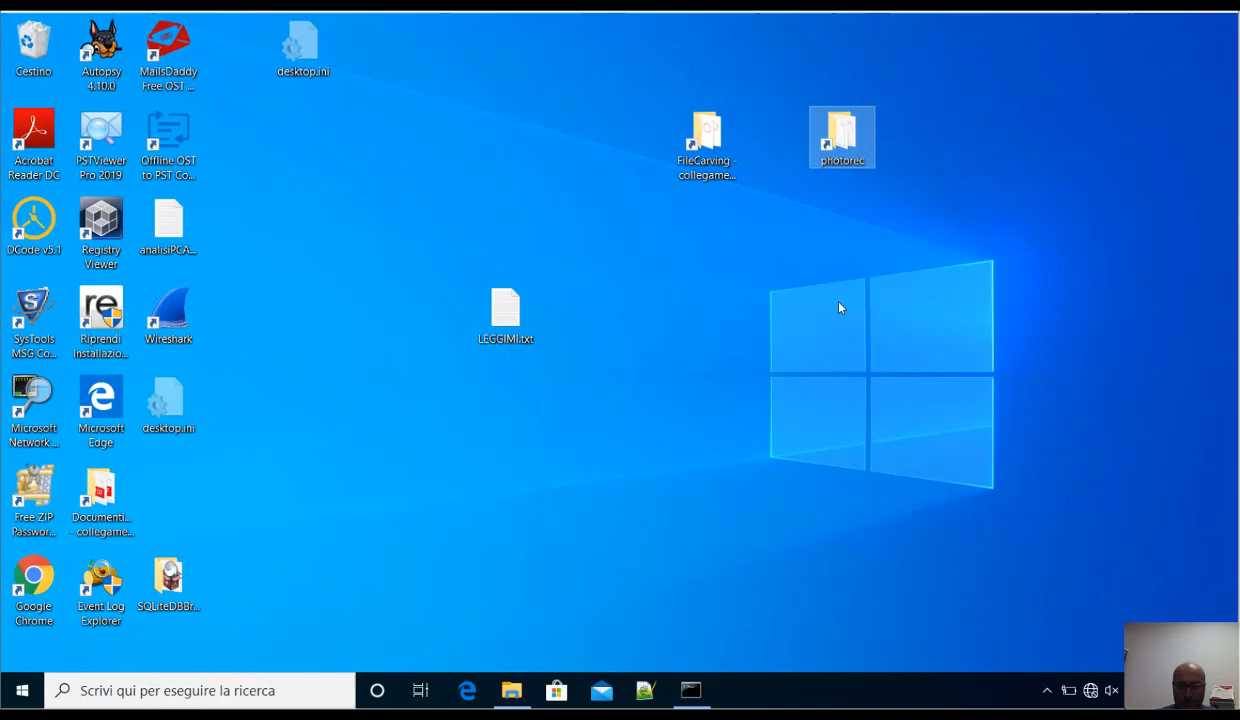 Cestino
Autopsy
4.10.0
MailsDaddy
Free OST ...
desktop.ini
Acrobat
Reader DC
PSTViewer
Pro 2019
Offline OST
to PST Co...
FileCarving -
collegame...
photorec
DCode v5.1
Registry
Viewer
analisiPCA...
SysTools
MSG Co...
Riprendi
Installazio...
Wireshark
LEGGIMI.txt
Microsoft
Network ...
Microsoft
Edge
desktop.ini
Free ZIP
Passwor...
Documenti...
- collegame...
Google
Chrome
Event Log
Explorer
SQLiteDBBr...
Scrivi qui per eseguire la ricerca